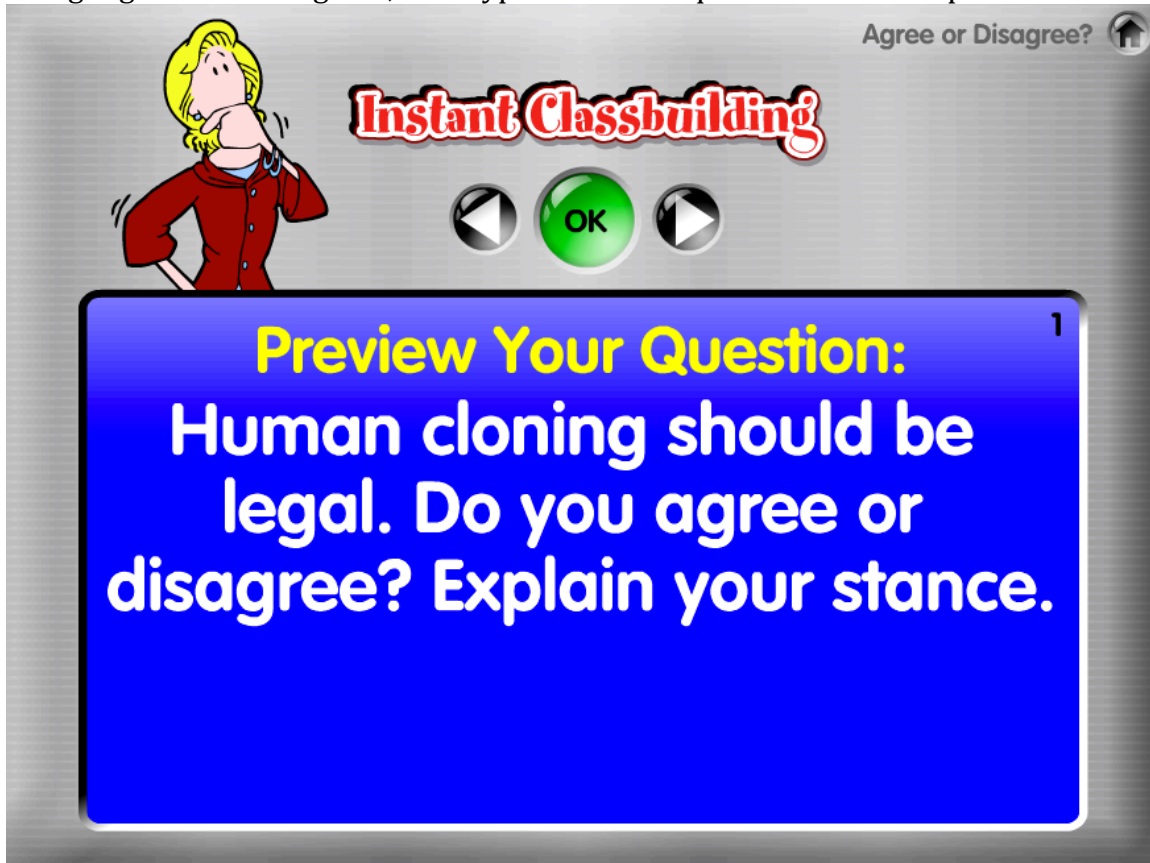 Agree or Disagree?
Instant Classbuilding
OK
1
Preview Your Question:
Human cloning should be
legal. Do you agree or
disagree? Explain your stance.